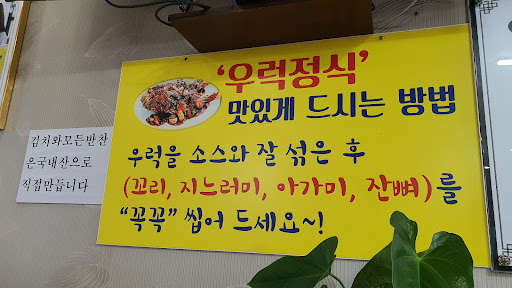 '우럭정식'
맛있게 드시는 방법
우럭을 소스와 잘 섞은 후
(꼬리, 지느러미, 아가미, 잔뼈)를
“꼭꼭” 씹어 드세요~!
김치와모든반찬
은국내산으로
직접만듭니다